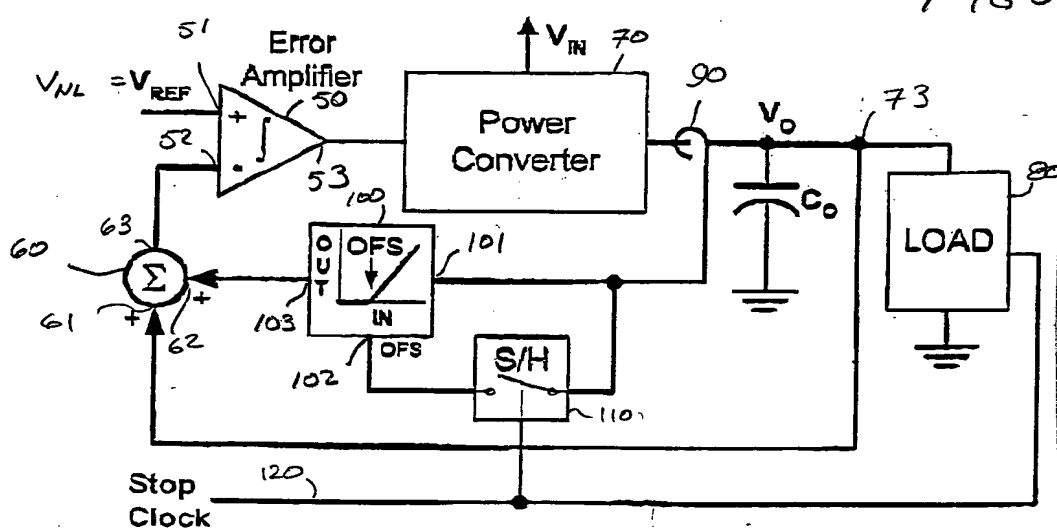 51
Error
Amplifier
50
V_NL = V_REF
+
52
-
53
V_IN
70
90
Power
Converter
V_O
73
C_O
80
LOAD
63
60
Σ
61
+
+
62
100
OUT
OFS
IN
101
103
102
OFS
S/H
110
Stop
Clock
120